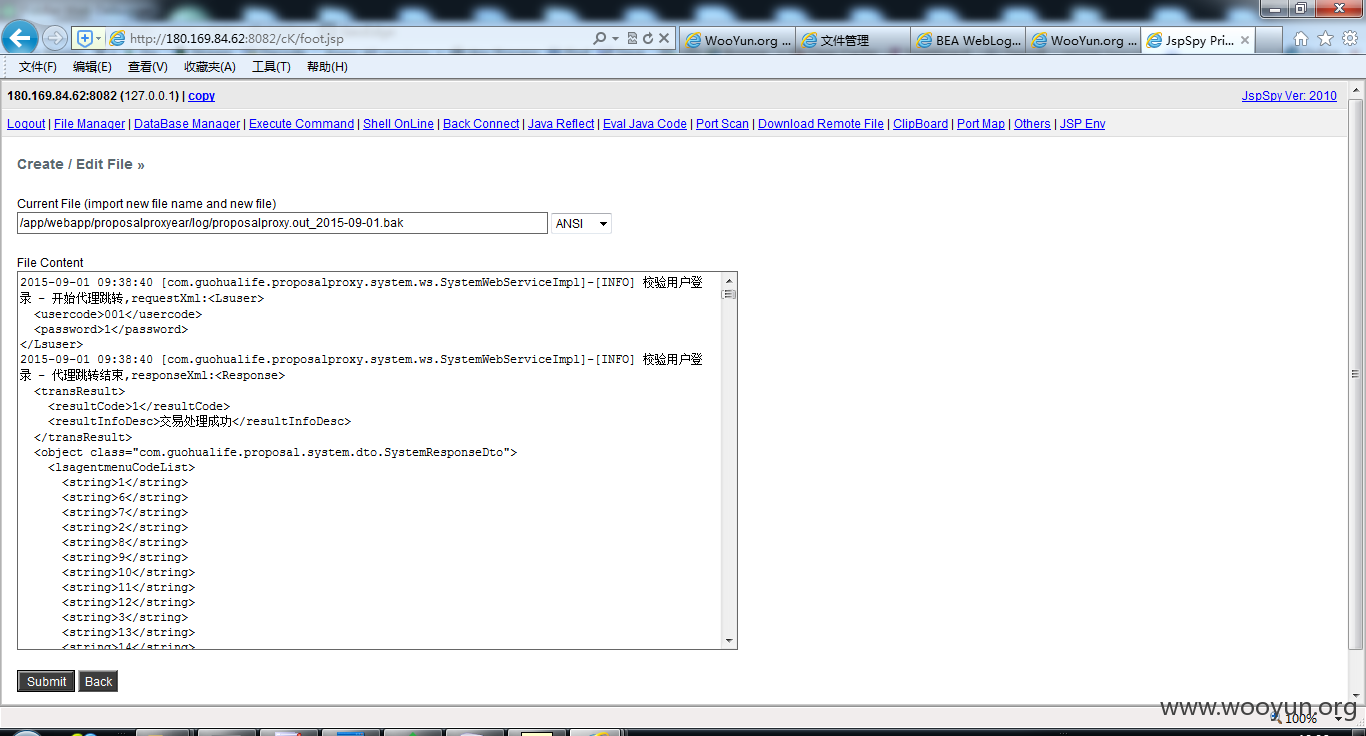 http://180.169.84.62:8082/cK/foot.jsp
WooYun.org ...
文件管理
BEA WebLog...
WooYun.org ...
JspSpy Pri...
文件(F) 编辑(E) 查看(V) 收藏夹(A) 工具(T) 帮助(H)
180.169.84.62:8082 (127.0.0.1) | copy
JspSpy Ver: 2010
Logout | File Manager | DataBase Manager | Execute Command | Shell OnLine | Back Connect | Java Reflect | Eval Java Code | Port Scan | Download Remote File | ClipBoard | Port Map | Others | JSP Env
Create / Edit File »
Current File (import new file name and new file)
/app/webapp/proposalproxyear/log/proposalproxy.out_2015-09-01.bak
ANSI
File Content
2015-09-01 09:38:40 [com.guohualife.proposalproxy.system.ws.SystemWebServiceImpl]-[INFO] 校验用户登
录 - 开始代理跳转,requestXml:<Lsuser>
<usercode>001</usercode>
<password>1</password>
</Lsuser>
2015-09-01 09:38:40 [com.guohualife.proposalproxy.system.ws.SystemWebServiceImpl]-[INFO] 校验用户登
录 - 代理跳转结束,responseXml:<Response>
<transResult>
<resultCode>1</resultCode>
<resultInfoDesc>交易处理成功</resultInfoDesc>
</transResult>
<object class="com.guohualife.proposal.system.dto.SystemResponseDto">
<lsagentmenuCodeList>
<string>1</string>
<string>6</string>
<string>7</string>
<string>2</string>
<string>8</string>
<string>9</string>
<string>10</string>
<string>11</string>
<string>12</string>
<string>3</string>
<string>13</string>
<string>14</string>
Submit
Back
www.wooyun.org
100%